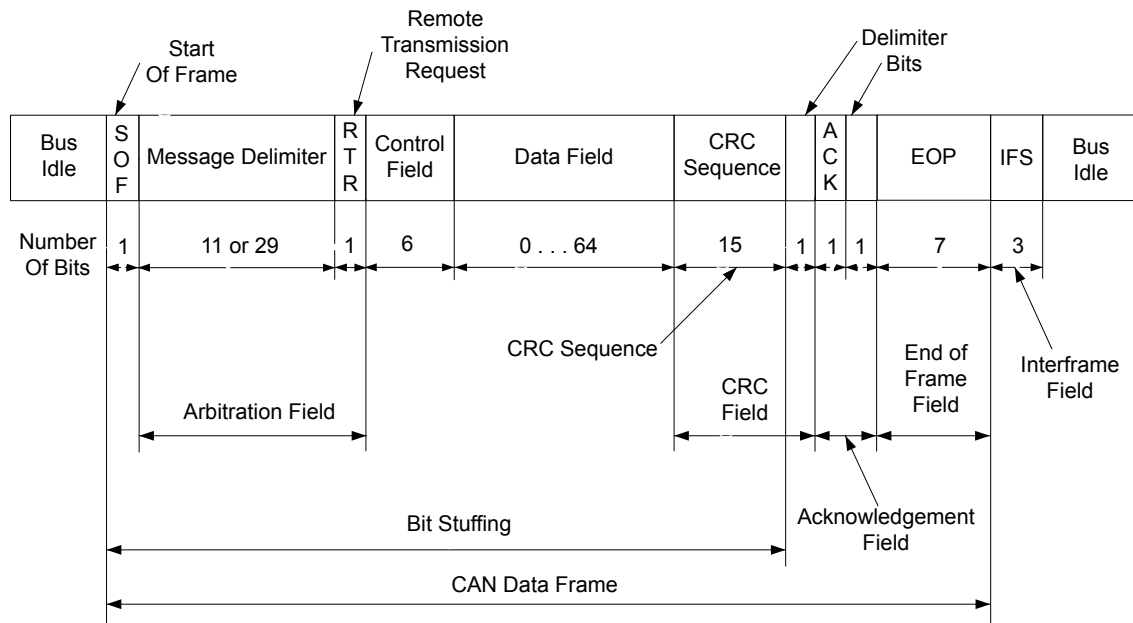 Start
Of Frame
Remote
Transmission
Request
Delimiter
Bits
Bus
Idle
S
O
F
Message Delimiter
R
T
R
Control
Field
Data Field
CRC
Sequence
A
C
K
EOP
IFS
Bus
Idle
Number
Of Bits
1
11 or 29
1
6
0 . . . 64
15
1
1
1
7
3
CRC Sequence
Arbitration Field
CRC
Field
End of
Frame
Field
Interframe
Field
Bit Stuffing
Acknowledgement
Field
CAN Data Frame